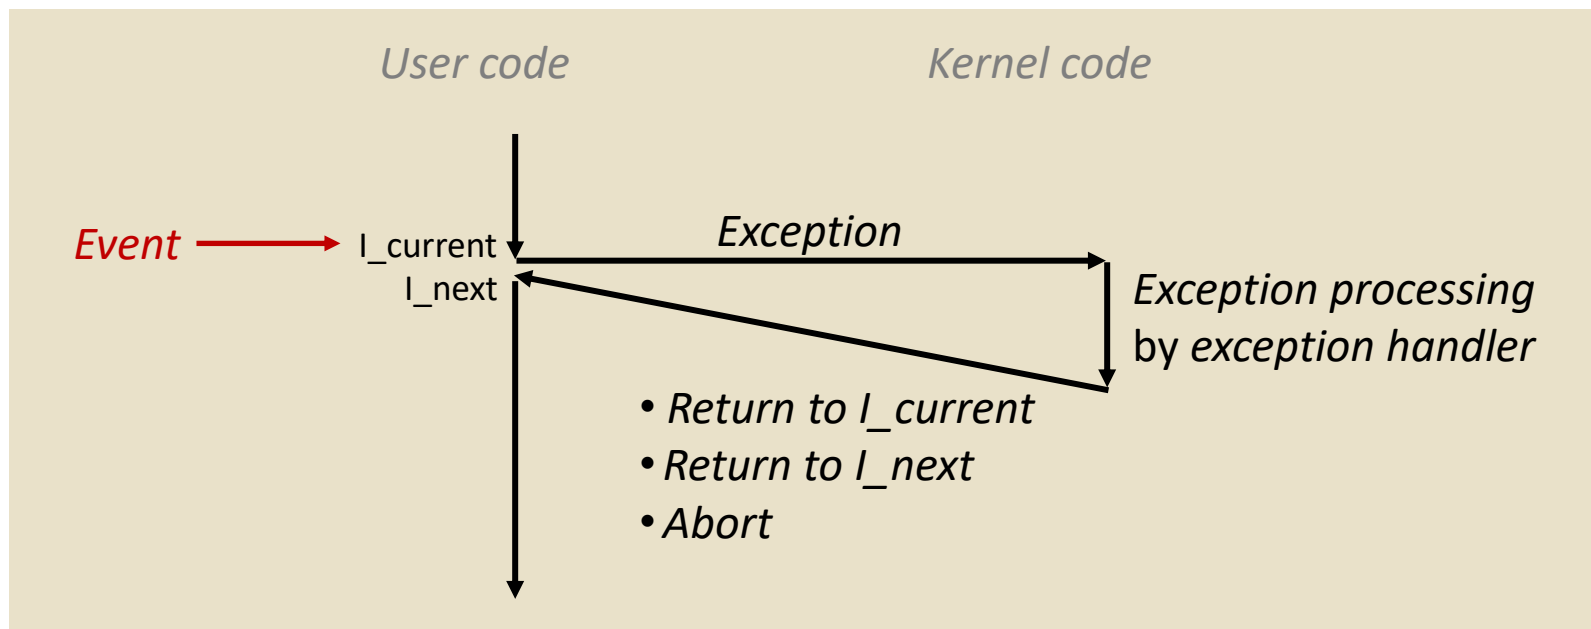 User code
Kernel code
Event
I_current
Exception
I_next
Exception processing
by exception handler
• Return to I_current
• Return to I_next
• Abort